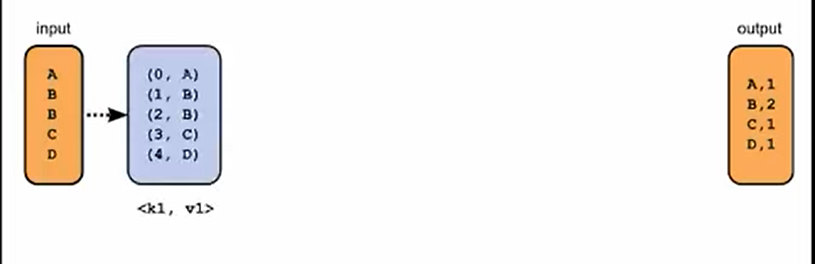 input
A
B
B
C
D
(0, A)
(1, B)
(2, B)
(3, C)
(4, D)
<k1, v1>
output
A,1
B,2
C,1
D,1